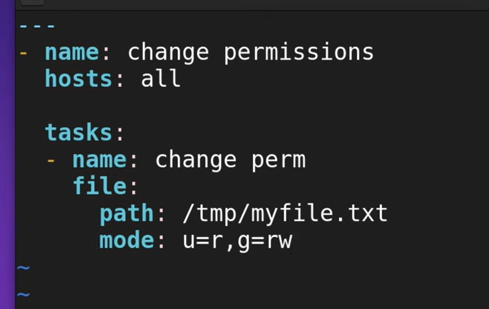 ---
- name: change permissions
  hosts: all

  tasks:
  - name: change perm
    file:
      path: /tmp/myfile.txt
      mode: u=r,g=rw
~
~